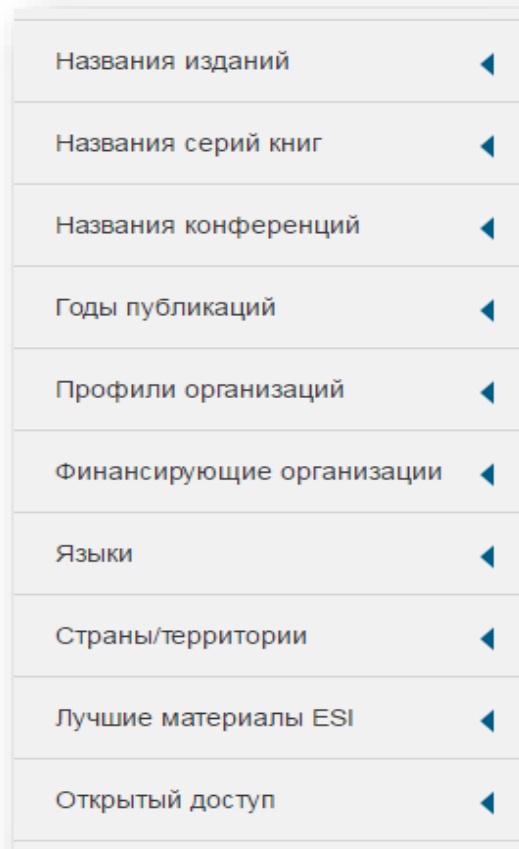 Названия изданий
Названия серий книг
Названия конференций
Годы публикаций
Профили организаций
Финансирующие организации
Языки
Страны/территории
Лучшие материалы ESI
Открытый доступ